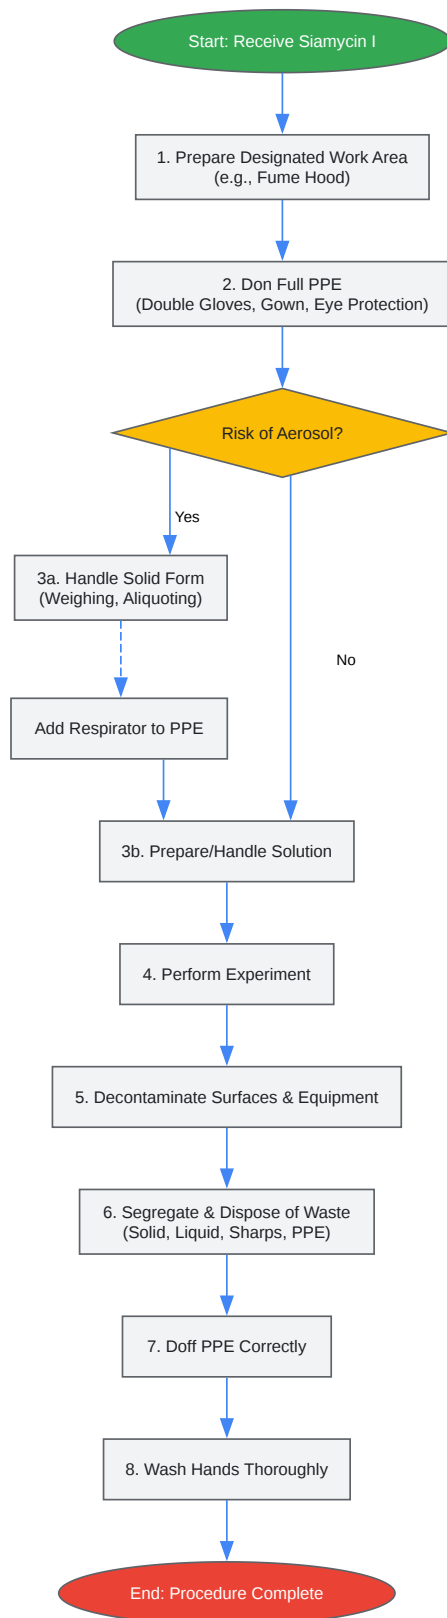 Start: Receive Siamycin I
1. Prepare Designated Work Area
(e.g., Fume Hood)
2. Don Full PPE
(Double Gloves, Gown, Eye Protection)
Risk of Aerosol?
Yes
3a. Handle Solid Form
(Weighing, Aliquoting)
No
Add Respirator to PPE
3b. Prepare/Handle Solution
4. Perform Experiment
5. Decontaminate Surfaces & Equipment
6. Segregate & Dispose of Waste
(Solid, Liquid, Sharps, PPE)
7. Doff PPE Correctly
8. Wash Hands Thoroughly
End: Procedure Complete